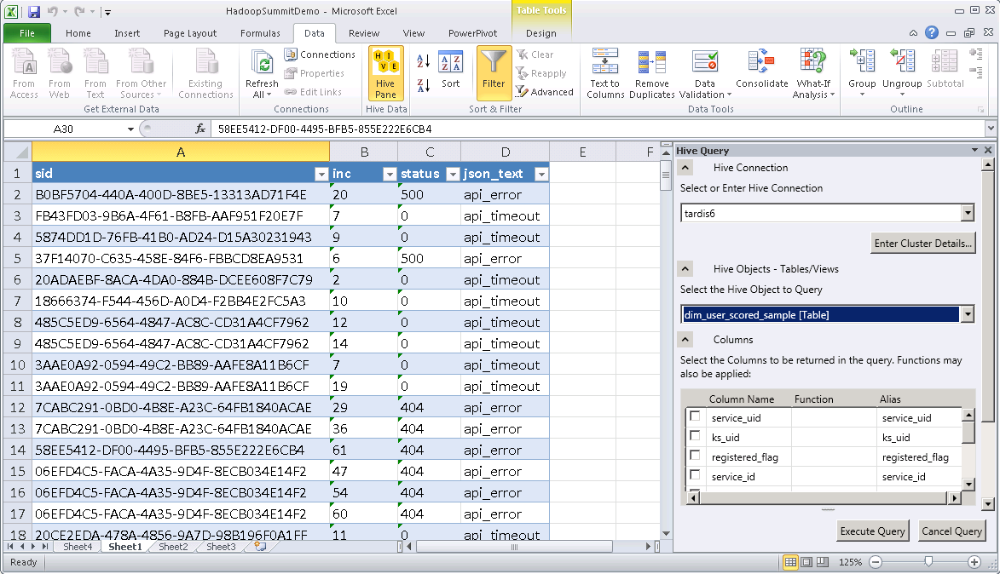 HadoopSummitDemo - Microsoft Excel
Table Tools
File Home Insert Page Layout Formulas Data Review View PowerPivot Design
From Access
From Web
From Text
From Other Sources
Existing Connections
Get External Data
Refresh All
Connections
Properties
Edit Links
Connections
HIVE
Hive Pane
Hive Data
Sort
Filter
Clear
Reapply
Advanced
Sort & Filter
Text to Columns
Remove Duplicates
Data Validation
Consolidate
What-If Analysis
Data Tools
Group
Ungroup
Subtotal
Outline
A30 fx 58EE5412-DF00-4495-BFB5-855E222E6CB4
A B C D E F
1 sid inc status json_text
2 B0BF5704-440A-400D-8BE5-13313AD71F4E 20 500 api_error
3 FB43FD03-9B6A-4F61-B8FB-AAF951F20E7F 7 0 api_timeout
4 5874DD1D-76FB-41B0-AD24-D15A30231943 9 0 api_timeout
5 37F14070-C635-458E-84F6-FBBCD8EA9531 6 500 api_error
6 20ADAEBF-8ACA-4DA0-884B-DCEE608F7C79 2 0 api_timeout
7 18666374-F544-456D-A0D4-F2BB4E2FC5A3 10 0 api_timeout
8 485C5ED9-6564-4847-AC8C-CD31A4CF7962 12 0 api_timeout
9 485C5ED9-6564-4847-AC8C-CD31A4CF7962 14 0 api_timeout
10 3AAE0A92-0594-49C2-BB89-AAFE8A11B6CF 7 0 api_timeout
11 3AAE0A92-0594-49C2-BB89-AAFE8A11B6CF 19 0 api_timeout
12 7CABC291-0BD0-4B8E-A23C-64FB1840ACAE 29 404 api_error
13 7CABC291-0BD0-4B8E-A23C-64FB1840ACAE 36 404 api_error
14 58EE5412-DF00-4495-BFB5-855E222E6CB4 61 404 api_error
15 06EFD4C5-FACA-4A35-9D4F-8ECB034E14F2 47 404 api_error
16 06EFD4C5-FACA-4A35-9D4F-8ECB034E14F2 54 404 api_error
17 06EFD4C5-FACA-4A35-9D4F-8ECB034E14F2 60 404 api_error
18 20CE2EDA-478A-4856-9A7D-98B196F0A1FF 11 0 api_timeout
Sheet4 Sheet1 Sheet2 Sheet3
Ready 125%
Hive Query
Hive Connection
Select or Enter Hive Connection
tardis6
Enter Cluster Details...
Hive Objects - Tables/Views
Select the Hive Object to Query
dim_user_scored_sample [Table]
Columns
Select the Columns to be returned in the query. Functions may
also be applied:
Column Name Function Alias
service_uid service_uid
ks_uid ks_uid
registered_flag registered_flag
service_id service_id
Execute Query Cancel Query